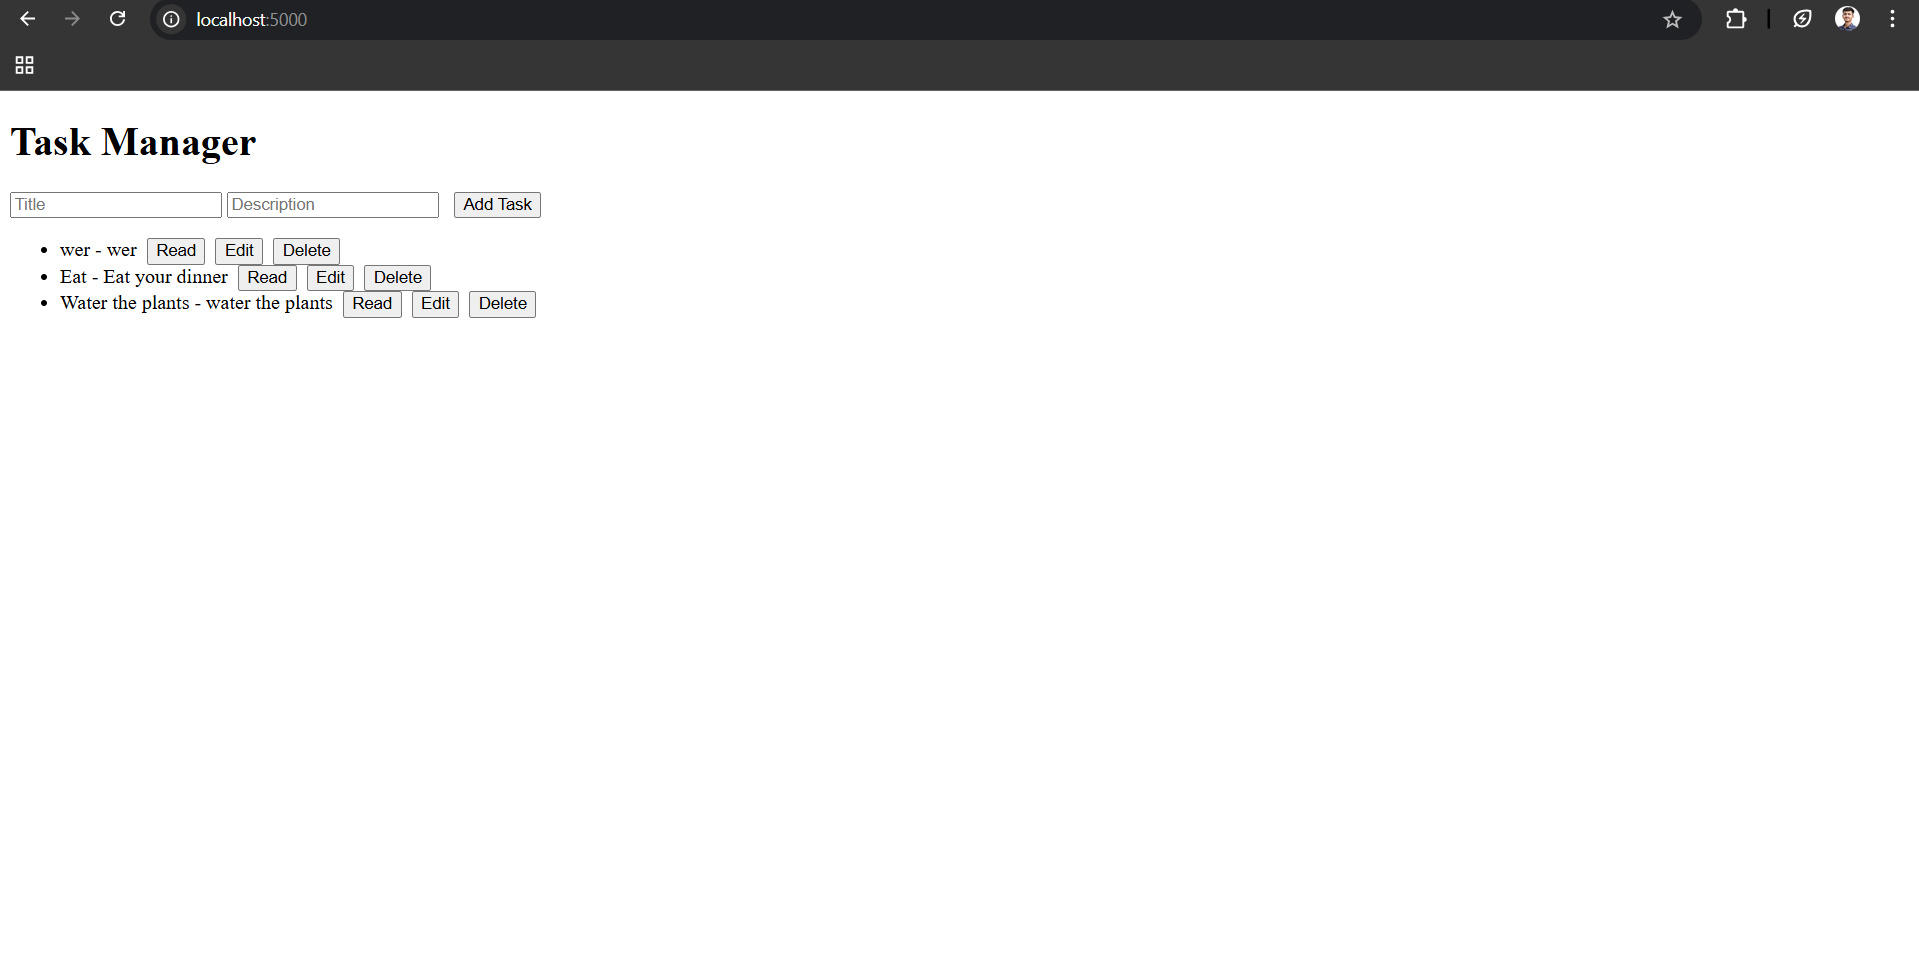 localhost:5000
Task Manager
Title Description Add Task
wer - wer Read Edit Delete
Eat - Eat your dinner Read Edit Delete
Water the plants - water the plants Read Edit Delete